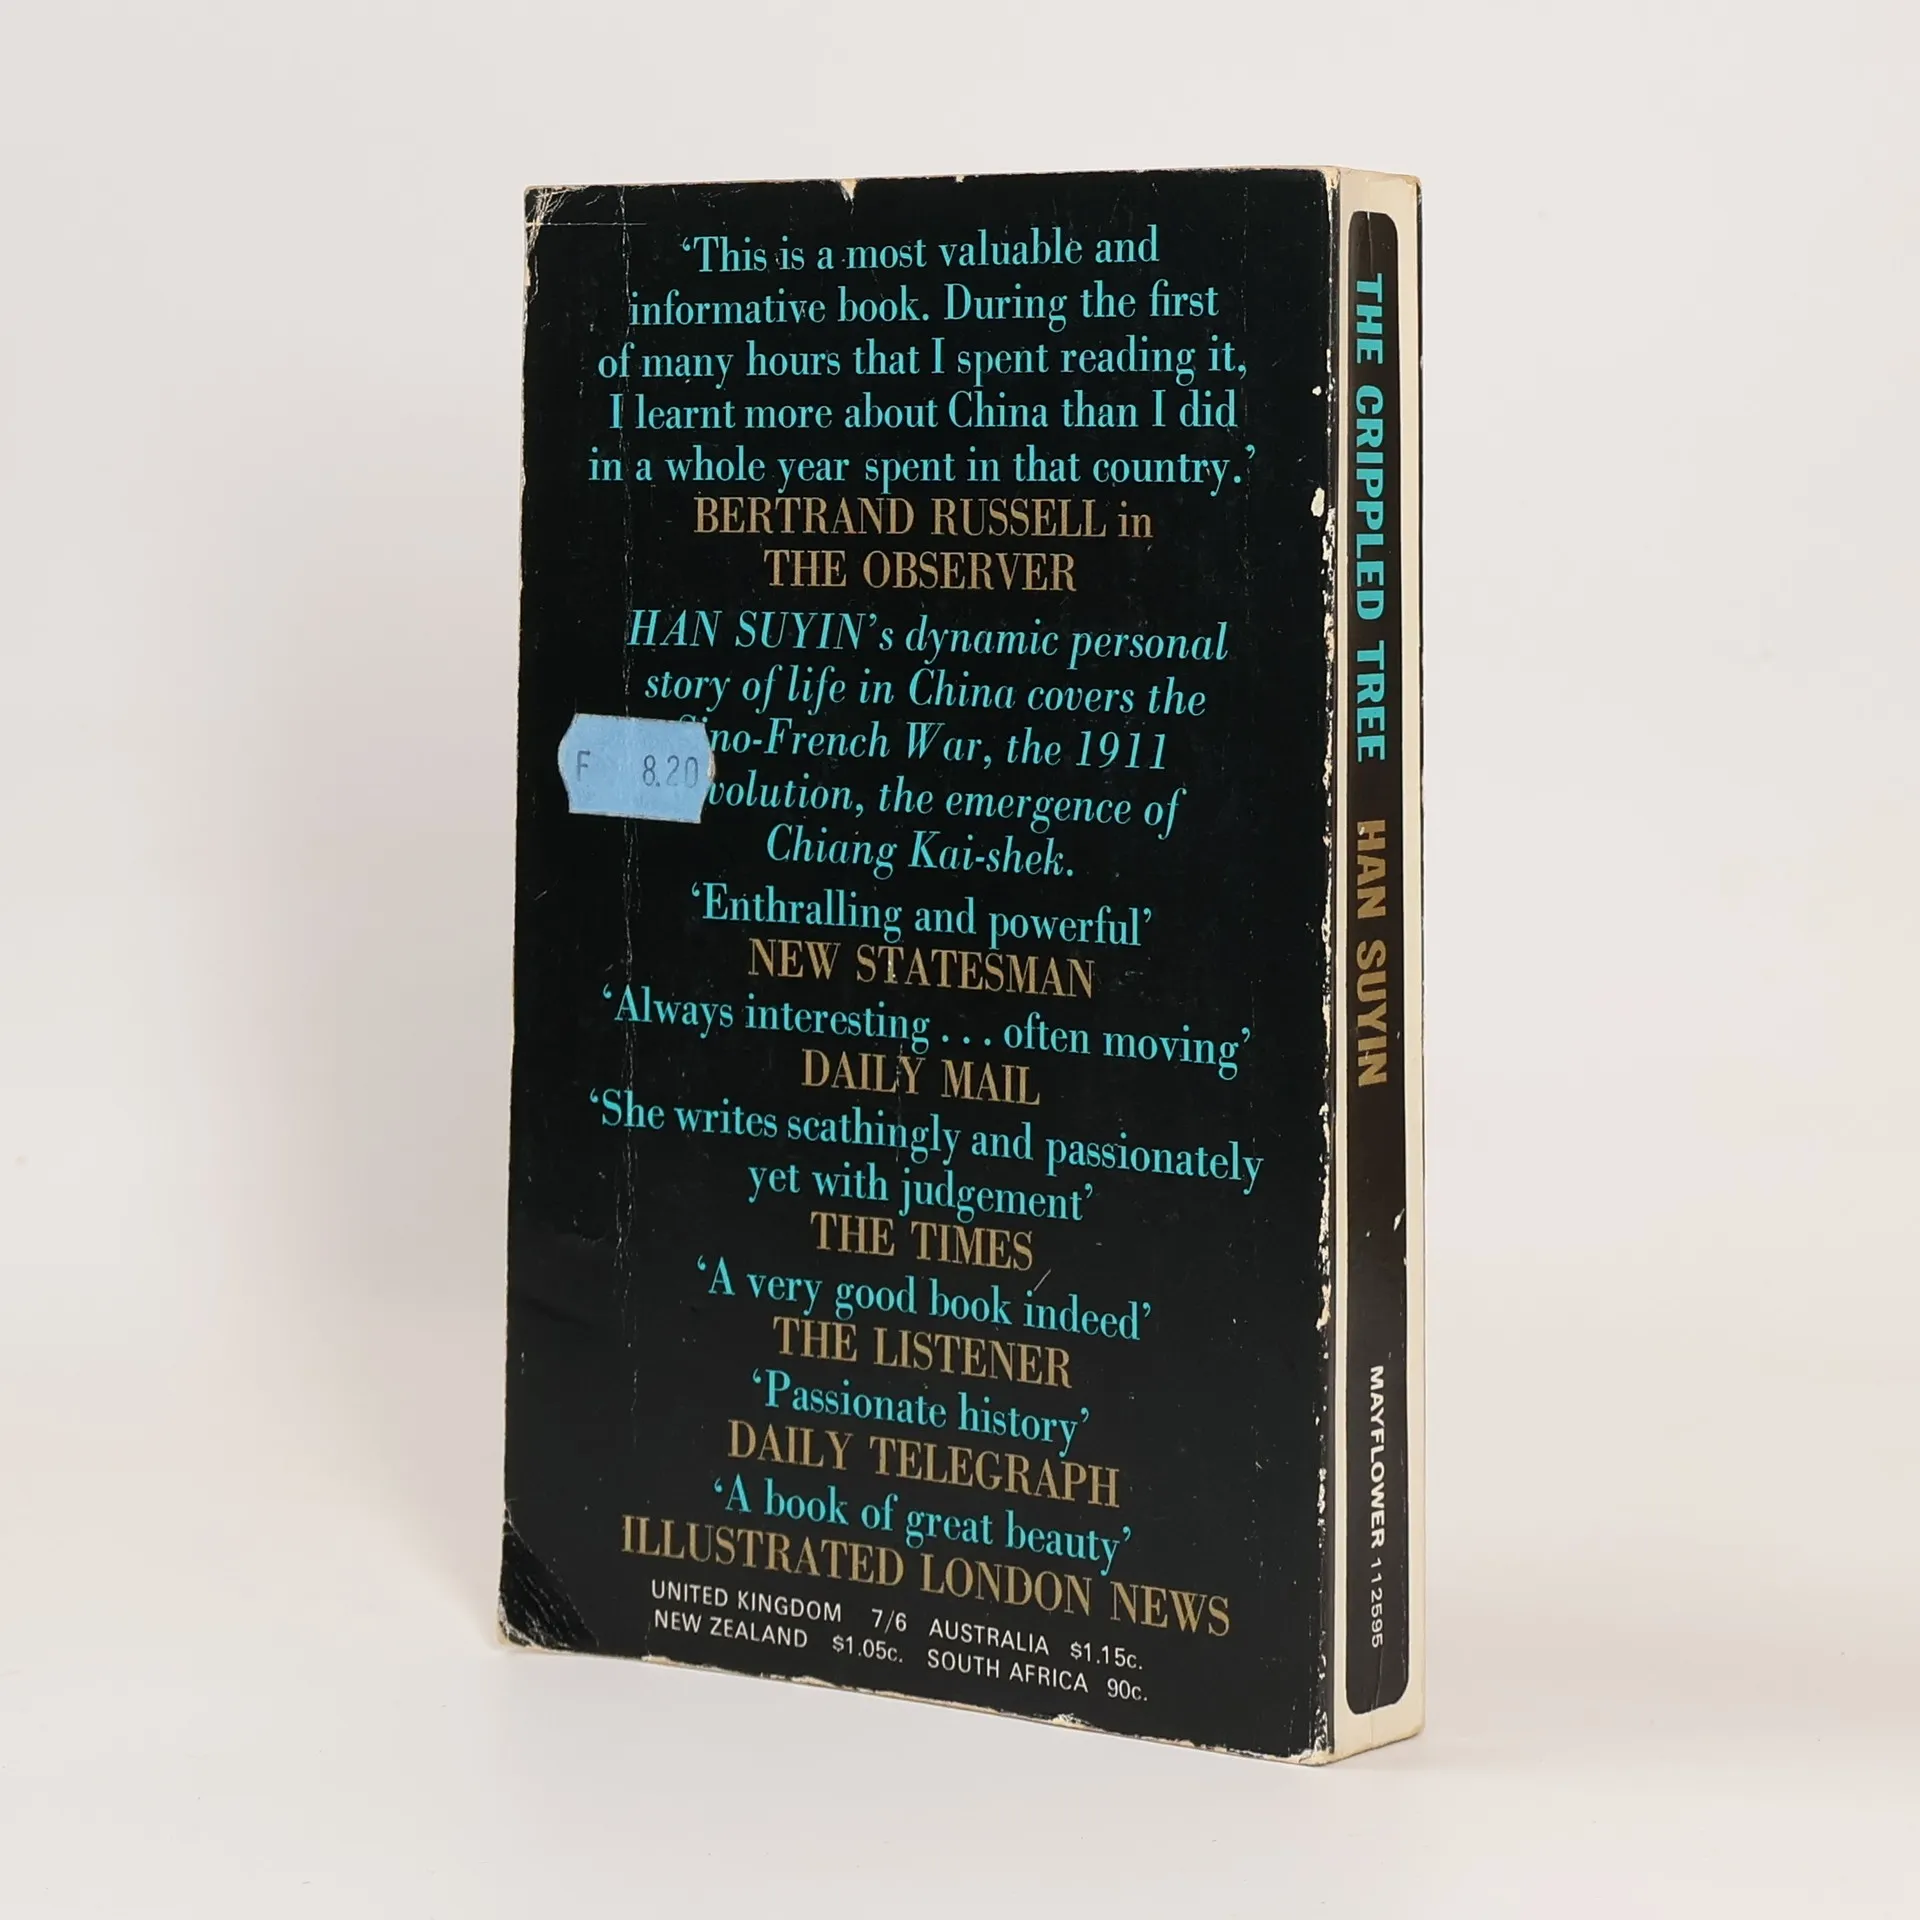 ‘This is a most valuable and
informative book. During the first
of many hours that I spent reading it,
I learnt more about China than I did
in a whole year spent in that country.’
BERTRAND RUSSELL in
THE OBSERVER
HAN SUYIN’s dynamic personal
story of life in China covers the
no-French War, the 1911
volution, the emergence of
Chiang Kai-shek.
F 8.20
‘Enthralling and powerful’
NEW STATESMAN
‘Always interesting . . . often moving’
DAILY MAIL
‘She writes scathingly and passionately
yet with judgement’
THE TIMES
‘A very good book indeed’
THE LISTENER
‘Passionate history’
DAILY TELEGRAPH
‘A book of great beauty’
ILLUSTRATED LONDON NEWS
UNITED KINGDOM 7/6 AUSTRALIA $1.15c.
NEW ZEALAND $1.05c. SOUTH AFRICA 90c.
THE CRIPPLED TREE HAN SUYIN MAYFLOWER 112595